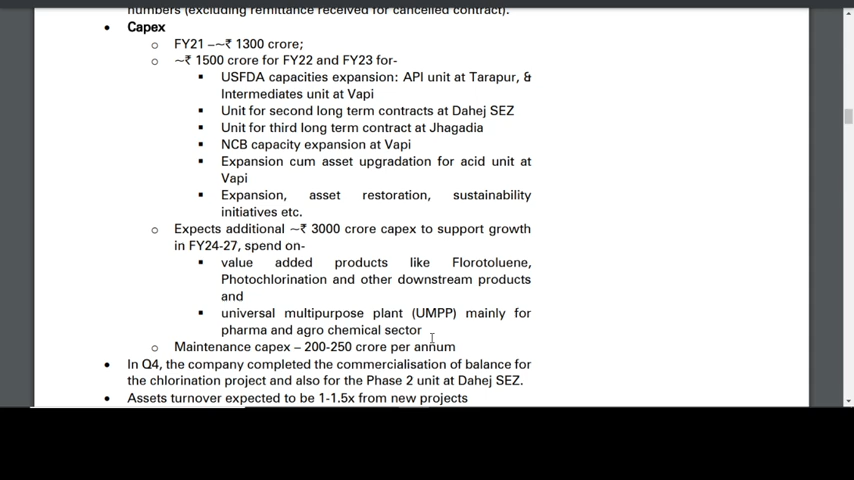 numbers (excluding remittance received for cancelled contract).
• Capex
o FY21 –~₹ 1300 crore;
o ~₹ 1500 crore for FY22 and FY23 for-
▪ USFDA capacities expansion: API unit at Tarapur, &
Intermediates unit at Vapi
▪ Unit for second long term contracts at Dahej SEZ
▪ Unit for third long term contract at Jhagadia
▪ NCB capacity expansion at Vapi
▪ Expansion cum asset upgradation for acid unit at
Vapi
▪ Expansion, asset restoration, sustainability
initiatives etc.
o Expects additional ~₹ 3000 crore capex to support growth
in FY24-27, spend on-
▪ value added products like Florotoluene,
Photochlorination and other downstream products
and
▪ universal multipurpose plant (UMPP) mainly for
pharma and agro chemical sector
o Maintenance capex – 200-250 crore per annum
• In Q4, the company completed the commercialisation of balance for
the chlorination project and also for the Phase 2 unit at Dahej SEZ.
• Assets turnover expected to be 1-1.5x from new projects